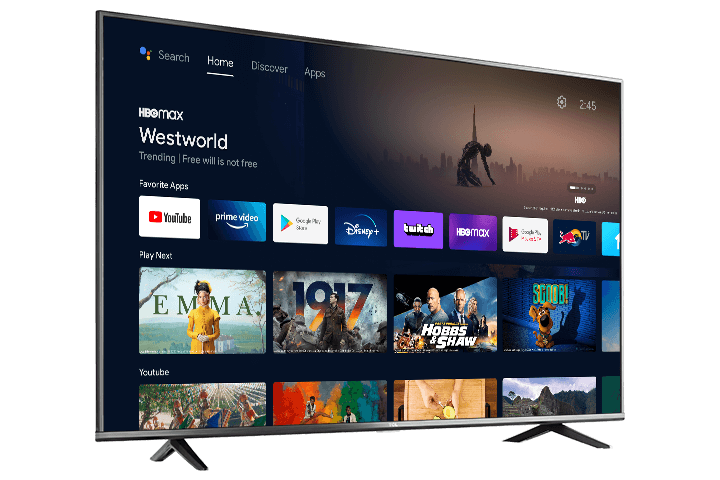 Search Home Discover Apps
2:45
HBOmax
Westworld
Trending | Free will is not free
HBO
Favorite Apps
YouTube
prime video
Google Play
Store
Disney+
twitch
HBOmax
Google Play
Movies & TV
TV
Play Next
EMMA.
1917
HOBBS
& SHAW
SCOOB!
Youtube